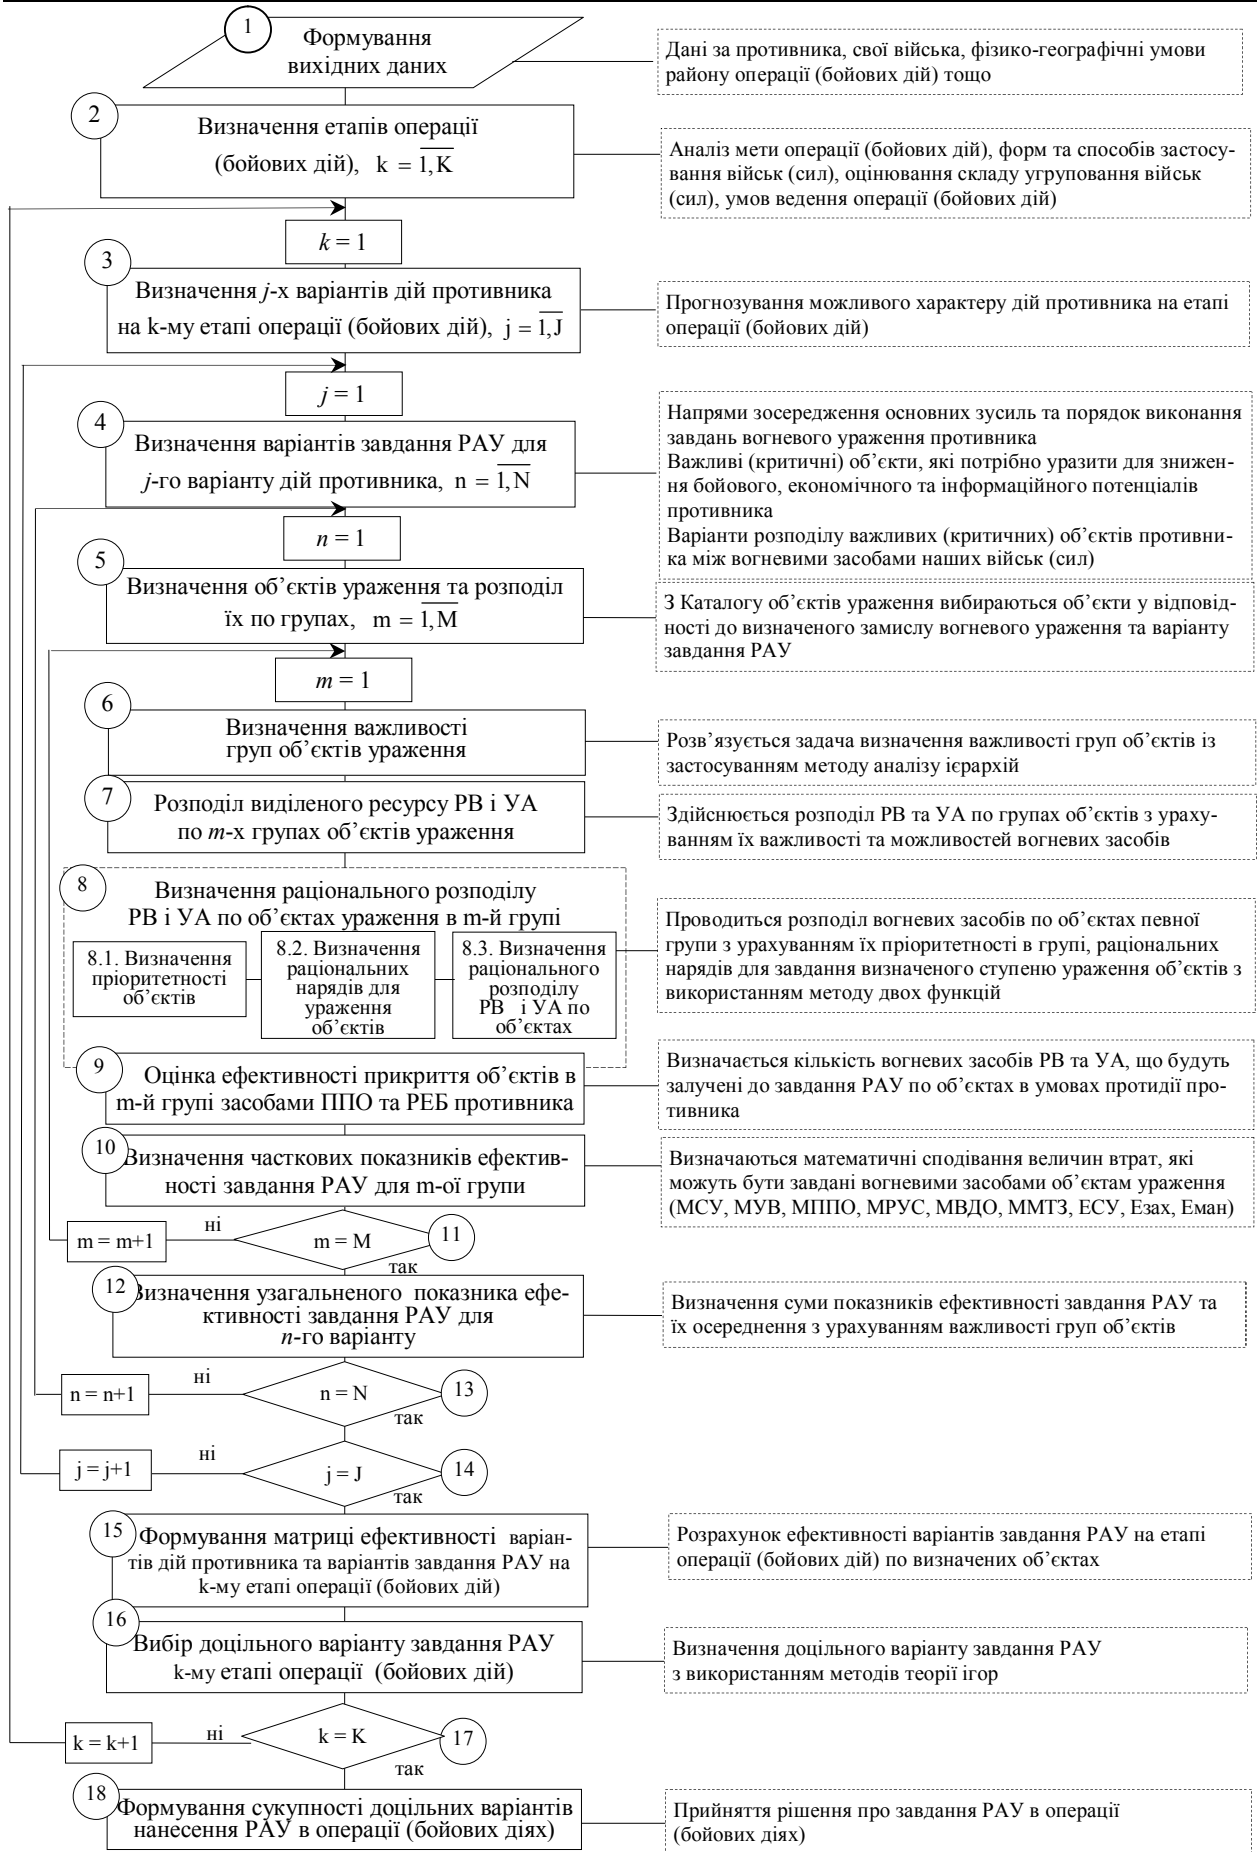 1
Формування
вихідних даних
Дані за противника, свої війська, фізико-географічні умови
району операції (бойових дій) тощо
2
Визначення етапів операції
(бойових дій), k = 1,K
Аналіз мети операції (бойових дій), форм та способів застосу-
вання військ (сил), оцінювання складу угруповання військ
(сил), умов ведення операції (бойових дій)
k = 1
3
Визначення j-х варіантів дій противника
на k-му етапі операції (бойових дій), j = 1,J
Прогнозування можливого характеру дій противника на етапі
операції (бойових дій)
j = 1
4
Визначення варіантів завдання РАУ для
j-го варіанту дій противника, n = 1,N
Напрями зосередження основних зусиль та порядок виконання
завдань вогневого ураження противника
Важливі (критичні) об’єкти, які потрібно уразити для знижен-
ня бойового, економічного та інформаційного потенціалів
противника
Варіанти розподілу важливих (критичних) об’єктів противни-
ка між вогневими засобами наших військ (сил)
n = 1
5
Визначення об’єктів ураження та розподіл
їх по групах, m = 1,M
З Каталогу об’єктів ураження вибираються об’єкти у відповід-
ності до визначеного замислу вогневого ураження та варіанту
завдання РАУ
m = 1
6
Визначення важливості
груп об’єктів ураження
Розв’язується задача визначення важливості груп об’єктів із
застосуванням методу аналізу ієрархій
7
Розподіл виділеного ресурсу РВ і УА
по m-х групах об’єктів ураження
Здійснюється розподіл РВ та УА по групах об’єктів з ураху-
ванням їх важливості та можливостей вогневих засобів
8
Визначення раціонального розподілу
РВ і УА по об’єктах ураження в m-й групі
8.1. Визначення
пріоритетності
об’єктів
8.2. Визначення
раціональних
нарядів для
ураження
об’єктів
8.3. Визначення
раціонального
розподілу
РВ і УА по
об’єктах
Проводиться розподіл вогневих засобів по об’єктах певної
групи з урахуванням їх пріоритетності в групі, раціональних
нарядів для завдання визначеного ступеню ураження об’єктів з
використанням методу двох функцій
9
Оцінка ефективності прикриття об’єктів в
m-й групі засобами ППО та РЕБ противника
Визначається кількість вогневих засобів РВ та УА, що будуть
залучені до завдання РАУ по об’єктах в умовах протидії про-
тивника
10
Визначення часткових показників ефектив-
ності завдання РАУ для m-ої групи
Визначаються математичні сподівання величин втрат, які
можуть бути завдані вогневими засобами об’єктам ураження
(МСУ, МУВ, МППО, МРУС, МВДО, ММТЗ, ЕСУ, Езах, Еман)
m = m+1
ні
m = M
11
так
12
Визначення узагальненого показника ефе-
ктивності завдання РАУ для
n-го варіанту
Визначення суми показників ефективності завдання РАУ та
їх осереднення з урахуванням важливості груп об’єктів
n = n+1
ні
n = N
13
так
j = j+1
ні
j = J
14
так
15
Формування матриці ефективності варіан-
тів дій противника та варіантів завдання РАУ на
k-му етапі операції (бойових дій)
Розрахунок ефективності варіантів завдання РАУ на етапі
операції (бойових дій) по визначених об’єктах
16
Вибір доцільного варіанту завдання РАУ
k-му етапі операції (бойових дій)
Визначення доцільного варіанту завдання РАУ
з використанням методів теорії ігор
k = k+1
ні
k = K
17
так
18
Формування сукупності доцільних варіантів
нанесення РАУ в операції (бойових діях)
Прийняття рішення про завдання РАУ в операції
(бойових діях)